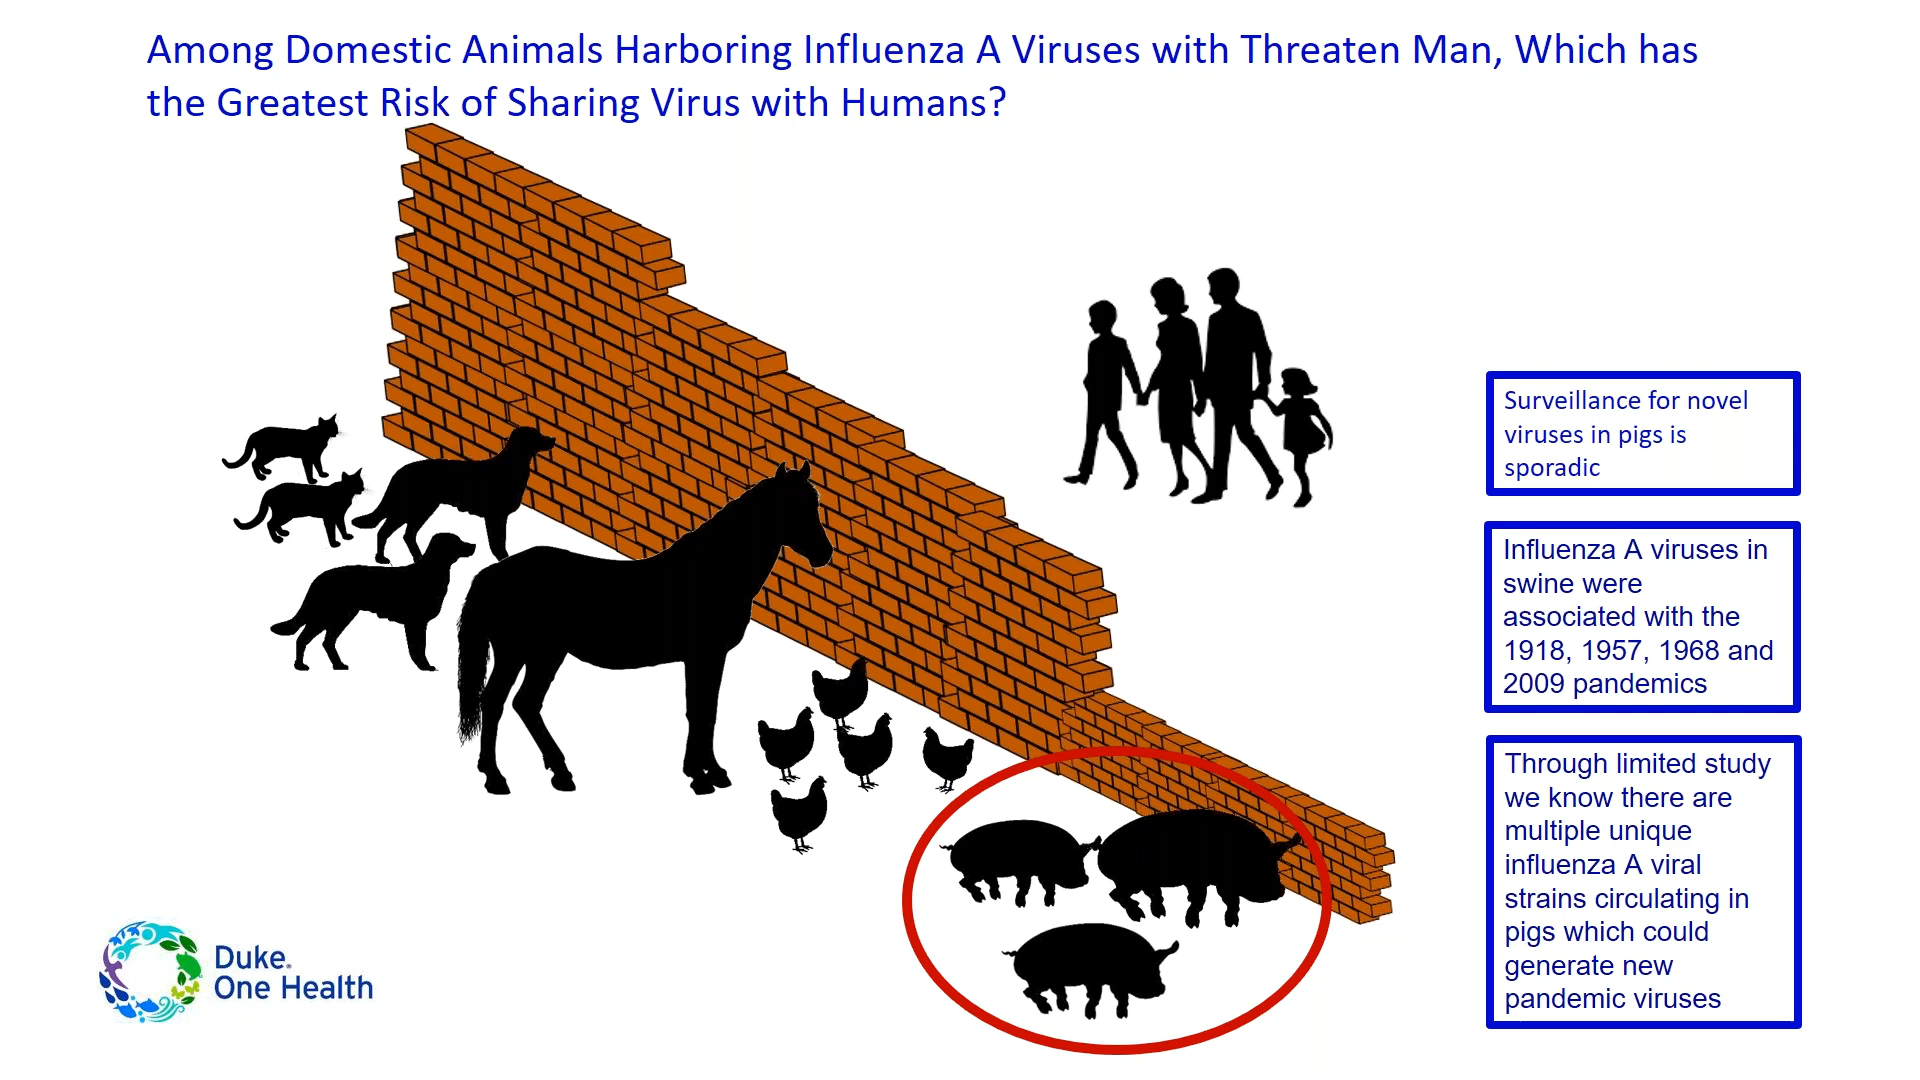 Among Domestic Animals Harboring Influenza A Viruses with Threaten Man, Which has
the Greatest Risk of Sharing Virus with Humans?
Surveillance for novel
viruses in pigs is
sporadic
Influenza A viruses in
swine were
associated with the
1918, 1957, 1968 and
2009 pandemics
Through limited study
we know there are
multiple unique
influenza A viral
strains circulating in
pigs which could
generate new
pandemic viruses
Duke.
One Health